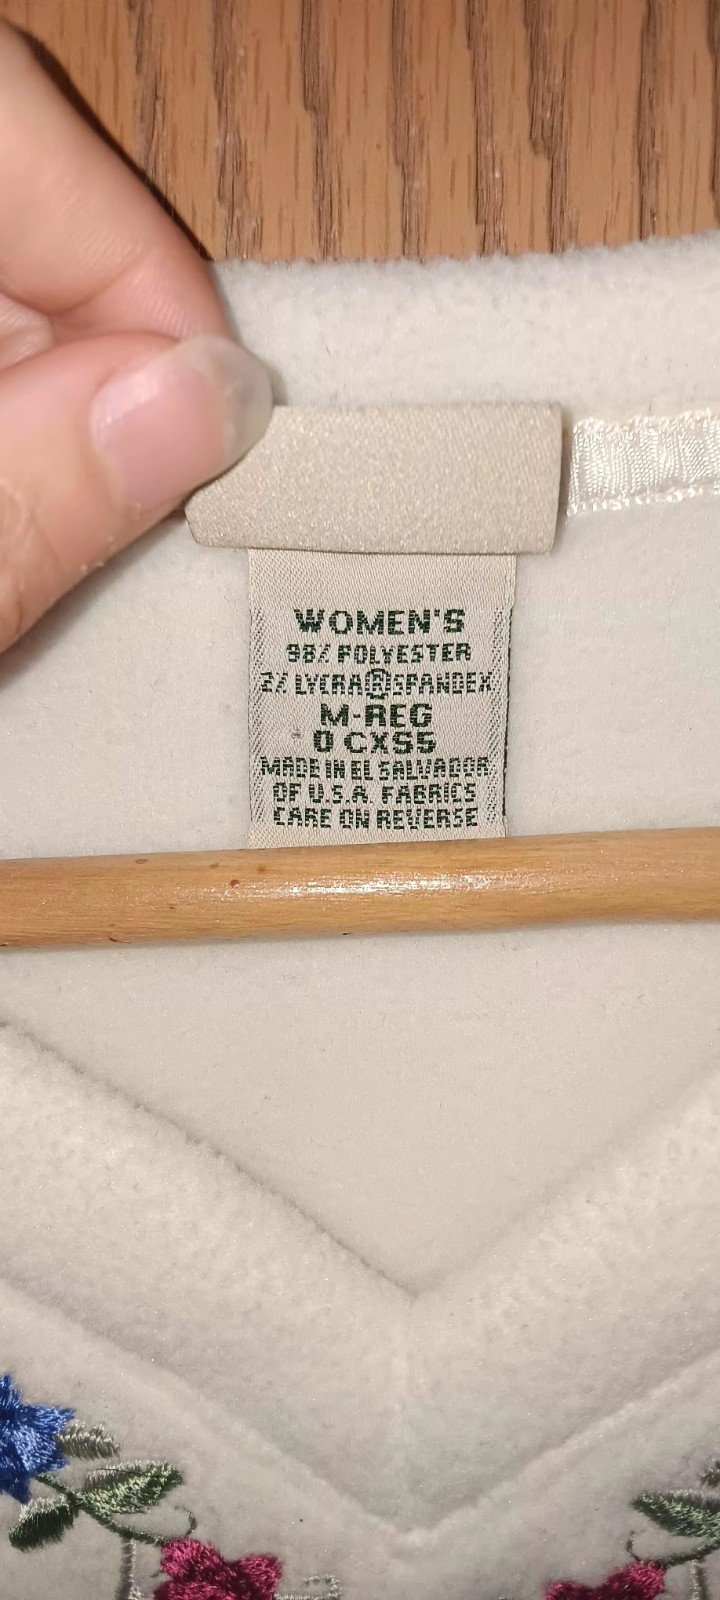 WOMEN'S
98% POLYESTER
2% LYCRA®SPANDEX
M-REG
0 CXS5
MADE IN EL SALVADOR
OF U.S.A. FABRICS
CARE ON REVERSE